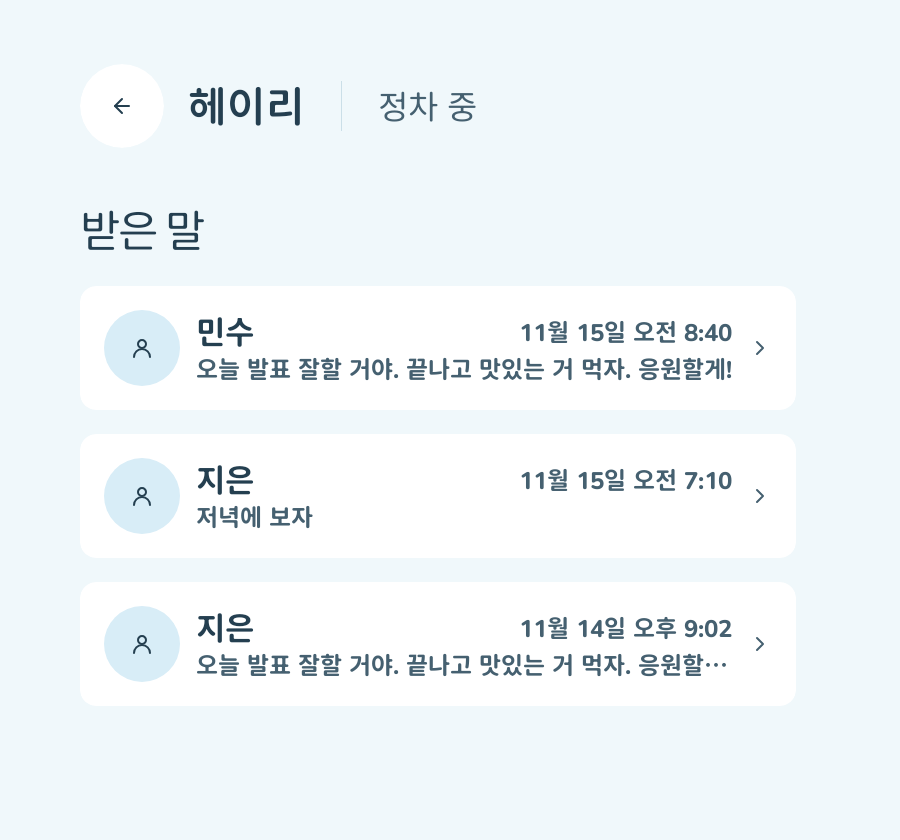 헤이리
정차 중
받은 말
민수
11월 15일 오전 8:40
오늘 발표 잘할 거야. 끝나고 맛있는 거 먹자. 응원할게!
지은
11월 15일 오전 7:10
저녁에 보자
지은
11월 14일 오후 9:02
오늘 발표 잘할 거야. 끝나고 맛있는 거 먹자. 응원할…